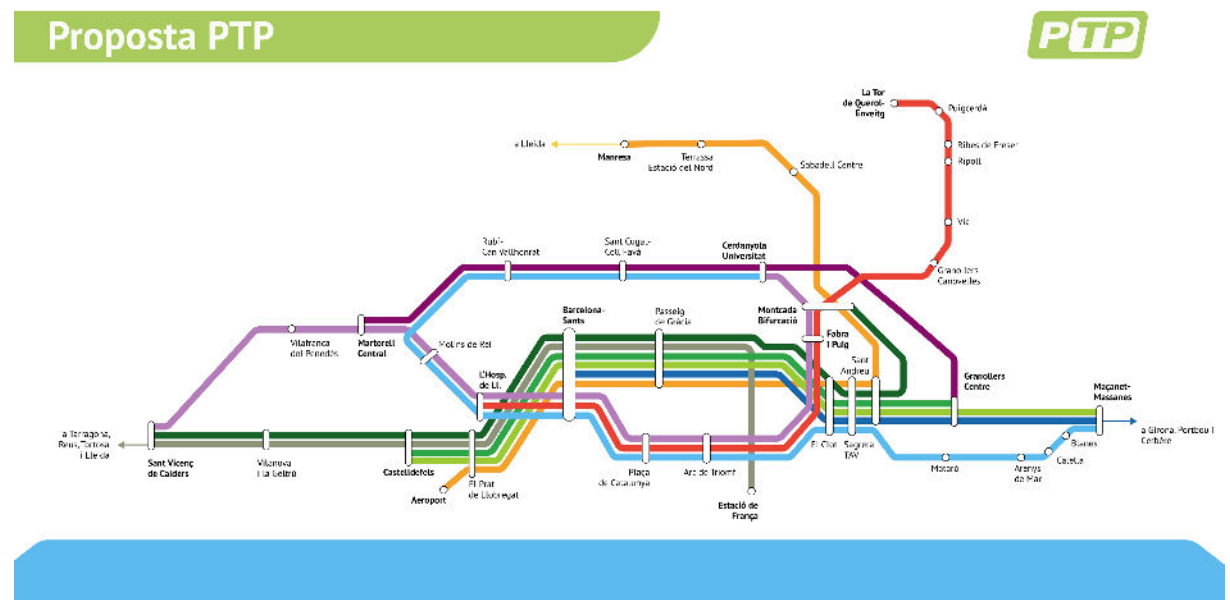 Proposta PTP
PTP
La Tor
de Querol-
Enveitg
Puigcerdà
Ribes de Freser
Ripoll
Vic
Granollers
Canovelles
a Lleida
Manresa
Terrassa
Estació del Nord
Sabadell Centre
Rubí-
Can Vallhonrat
Sant Cugat-
Coll Favà
Cerdanyola
Universitat
Barcelona-
Sants
Passeig
de Gràcia
Montcada
Bifurcació
Fabra
i Puig
Sant
Andreu
Granollers
Centre
Maçanet-
Massanes
Vilafranca
del Penedès
Martorell
Central
Molins de Rei
L'Hosp.
de Ll.
a Tarragona,
Reus, Tortosa
i Lleida
Sant Vicenç
de Calders
Vilanova
i la Geltrú
Castelldefels
Aeroport
El Prat
de Llobregat
Plaça
de Catalunya
Arc de Triomf
Estació de
França
El Clot
Segrera
TAV
Mataró
Arenys
de Mar
Calella
Blanes
a Girona, Portbou i
Cerbère